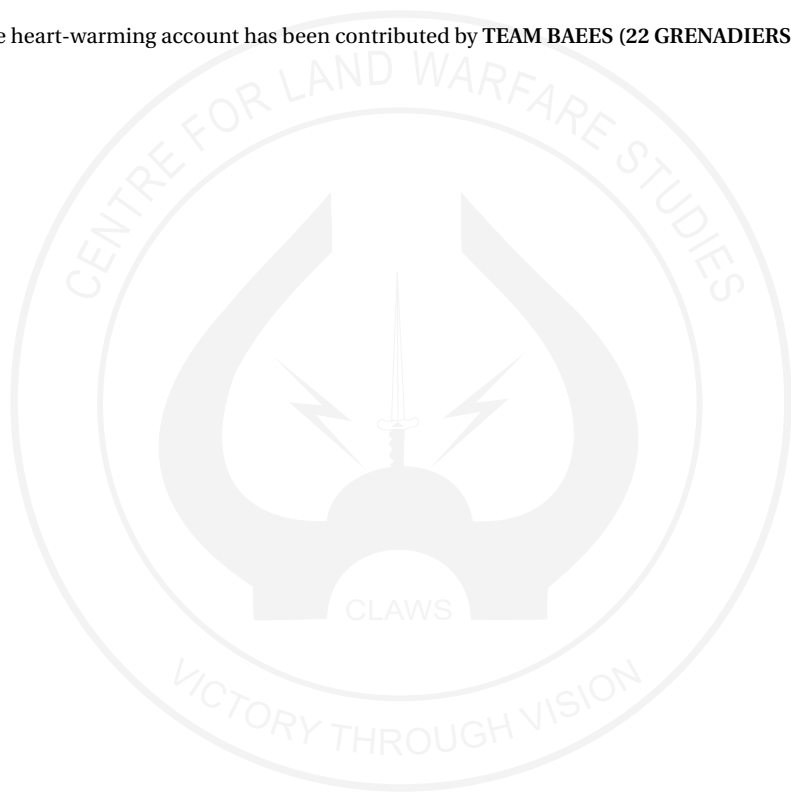 e heart-warming account has been contributed by TEAM BAEES (22 GRENADIERS
CENTRE FOR LAND WARFARE STUDIES
CLAWS
VICTORY THROUGH VISION